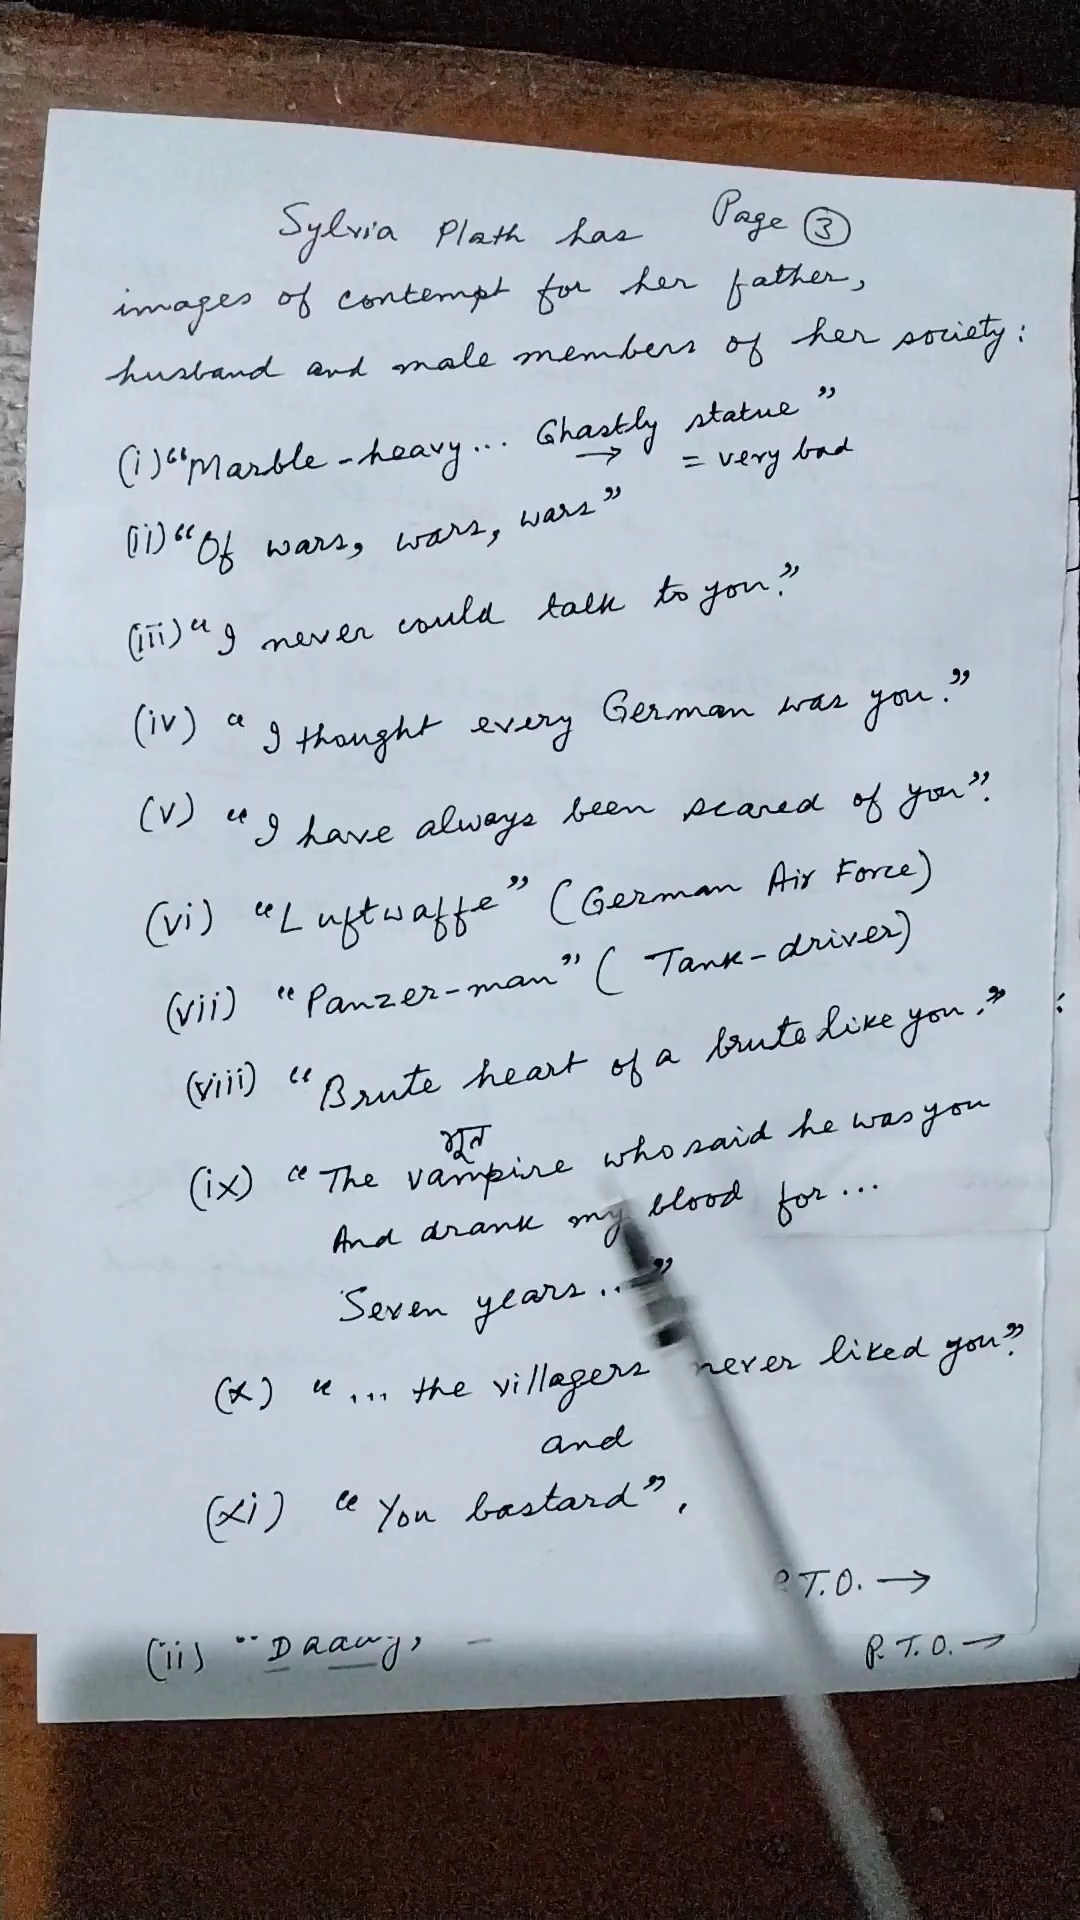 Sylvia Plath has Page 3
images of contempt for her father,
husband and male members of her society:
(i) “Marble-heavy... Ghastly statue”
→ = very bad
(ii) “Of wars, wars, wars”
(iii) “I never could talk to you.”
(iv) “I thought every German was you.”
(v) “I have always been scared of you”.
(vi) “Luftwaffe” (German Air Force)
(vii) “Panzer-man” (Tank-driver)
(viii) “Brute heart of a brute like you.”
(ix) “The vampire who said he was you
And drank my blood for...
Seven years...”
(x) “... the villagers never liked you”.
and
(xi) “You bastard”.
P.T.O. →
(ii) “Daddy, P.T.O. →